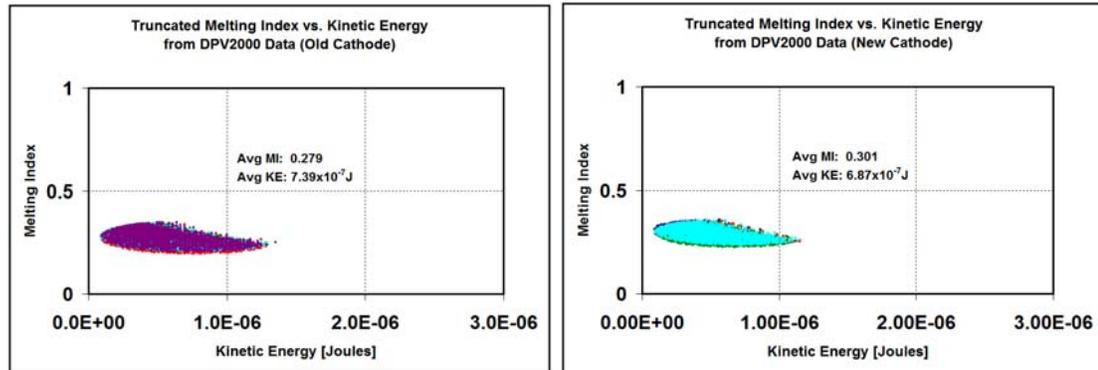 Truncated Melting Index vs. Kinetic Energy
from DPV2000 Data (Old Cathode)
1
0.5
0
Melting Index
Avg MI: 0.279
Avg KE: 7.39x10-7J
0.0E+00 1.0E-06 2.0E-06 3.0E-06
Kinetic Energy [Joules]
Truncated Melting Index vs. Kinetic Energy
from DPV2000 Data (New Cathode)
1
0.5
0
Melting Index
Avg MI: 0.301
Avg KE: 6.87x10-7J
0.00E+00 1.00E-06 2.00E-06 3.00E-06
Kinetic Energy [Joules]